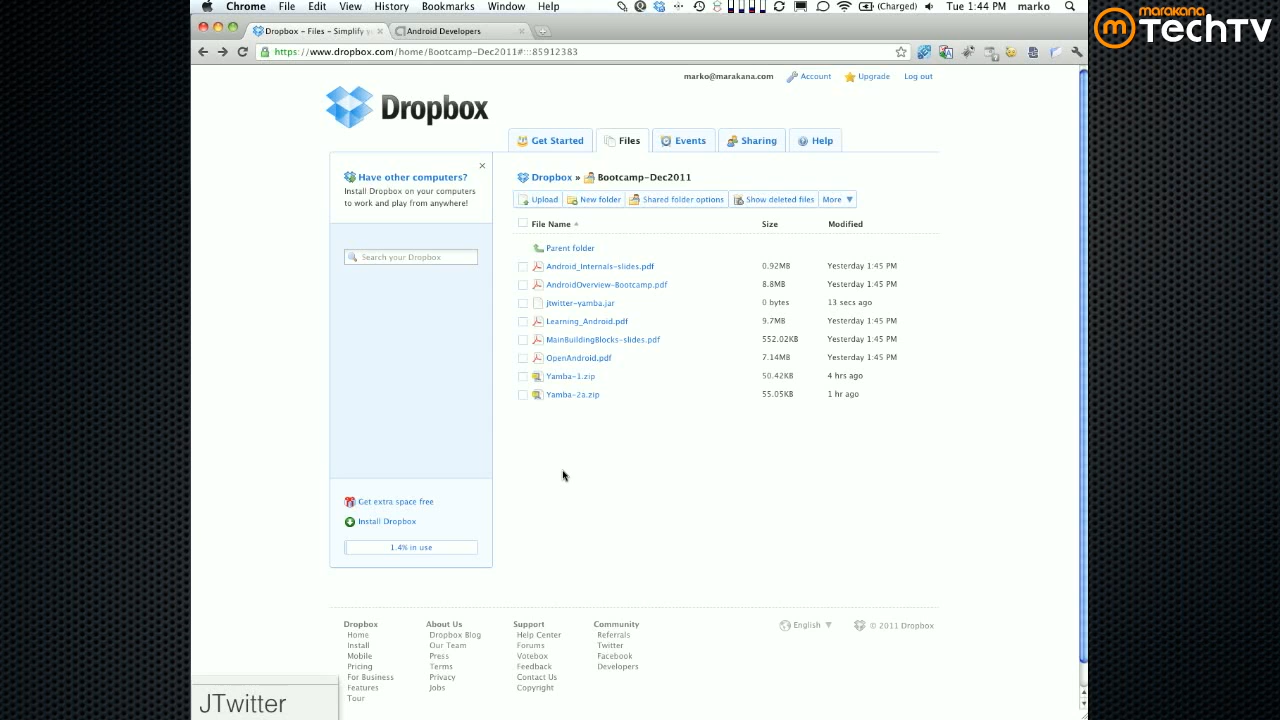 Chrome File Edit View History Bookmarks Window Help (Charged) Tue 1:44 PM marko
marakana
TechTV
Dropbox - Files - Simplify y
Android Developers
https://www.dropbox.com/home/Bootcamp-Dec2011#:::85912383
marko@marakana.com Account Upgrade Log out
Dropbox
Get Started Files Events Sharing Help
Have other computers?
Install Dropbox on your computers
to work and play from anywhere!
Search your Dropbox
Get extra space free
Install Dropbox
1.4% in use
Dropbox » Bootcamp-Dec2011
Upload New folder Shared folder options Show deleted files More ▼
File Name Size Modified
Parent folder
Android_Internals-slides.pdf 0.92MB Yesterday 1:45 PM
AndroidOverview-Bootcamp.pdf 8.8MB Yesterday 1:45 PM
jtwitter-yamba.jar 0 bytes 13 secs ago
Learning_Android.pdf 9.7MB Yesterday 1:45 PM
MainBuildingBlocks-slides.pdf 552.02KB Yesterday 1:45 PM
OpenAndroid.pdf 7.14MB Yesterday 1:45 PM
Yamba-1.zip 50.42KB 4 hrs ago
Yamba-2a.zip 55.05KB 1 hr ago
Dropbox
Home
Install
Mobile
Pricing
For Business
Features
Tour
About Us
Dropbox Blog
Our Team
Press
Terms
Privacy
Jobs
Support
Help Center
Forums
Votebox
Feedback
Contact Us
Copyright
Community
Referrals
Twitter
Facebook
Developers
English ▼ © 2011 Dropbox
JTwitter